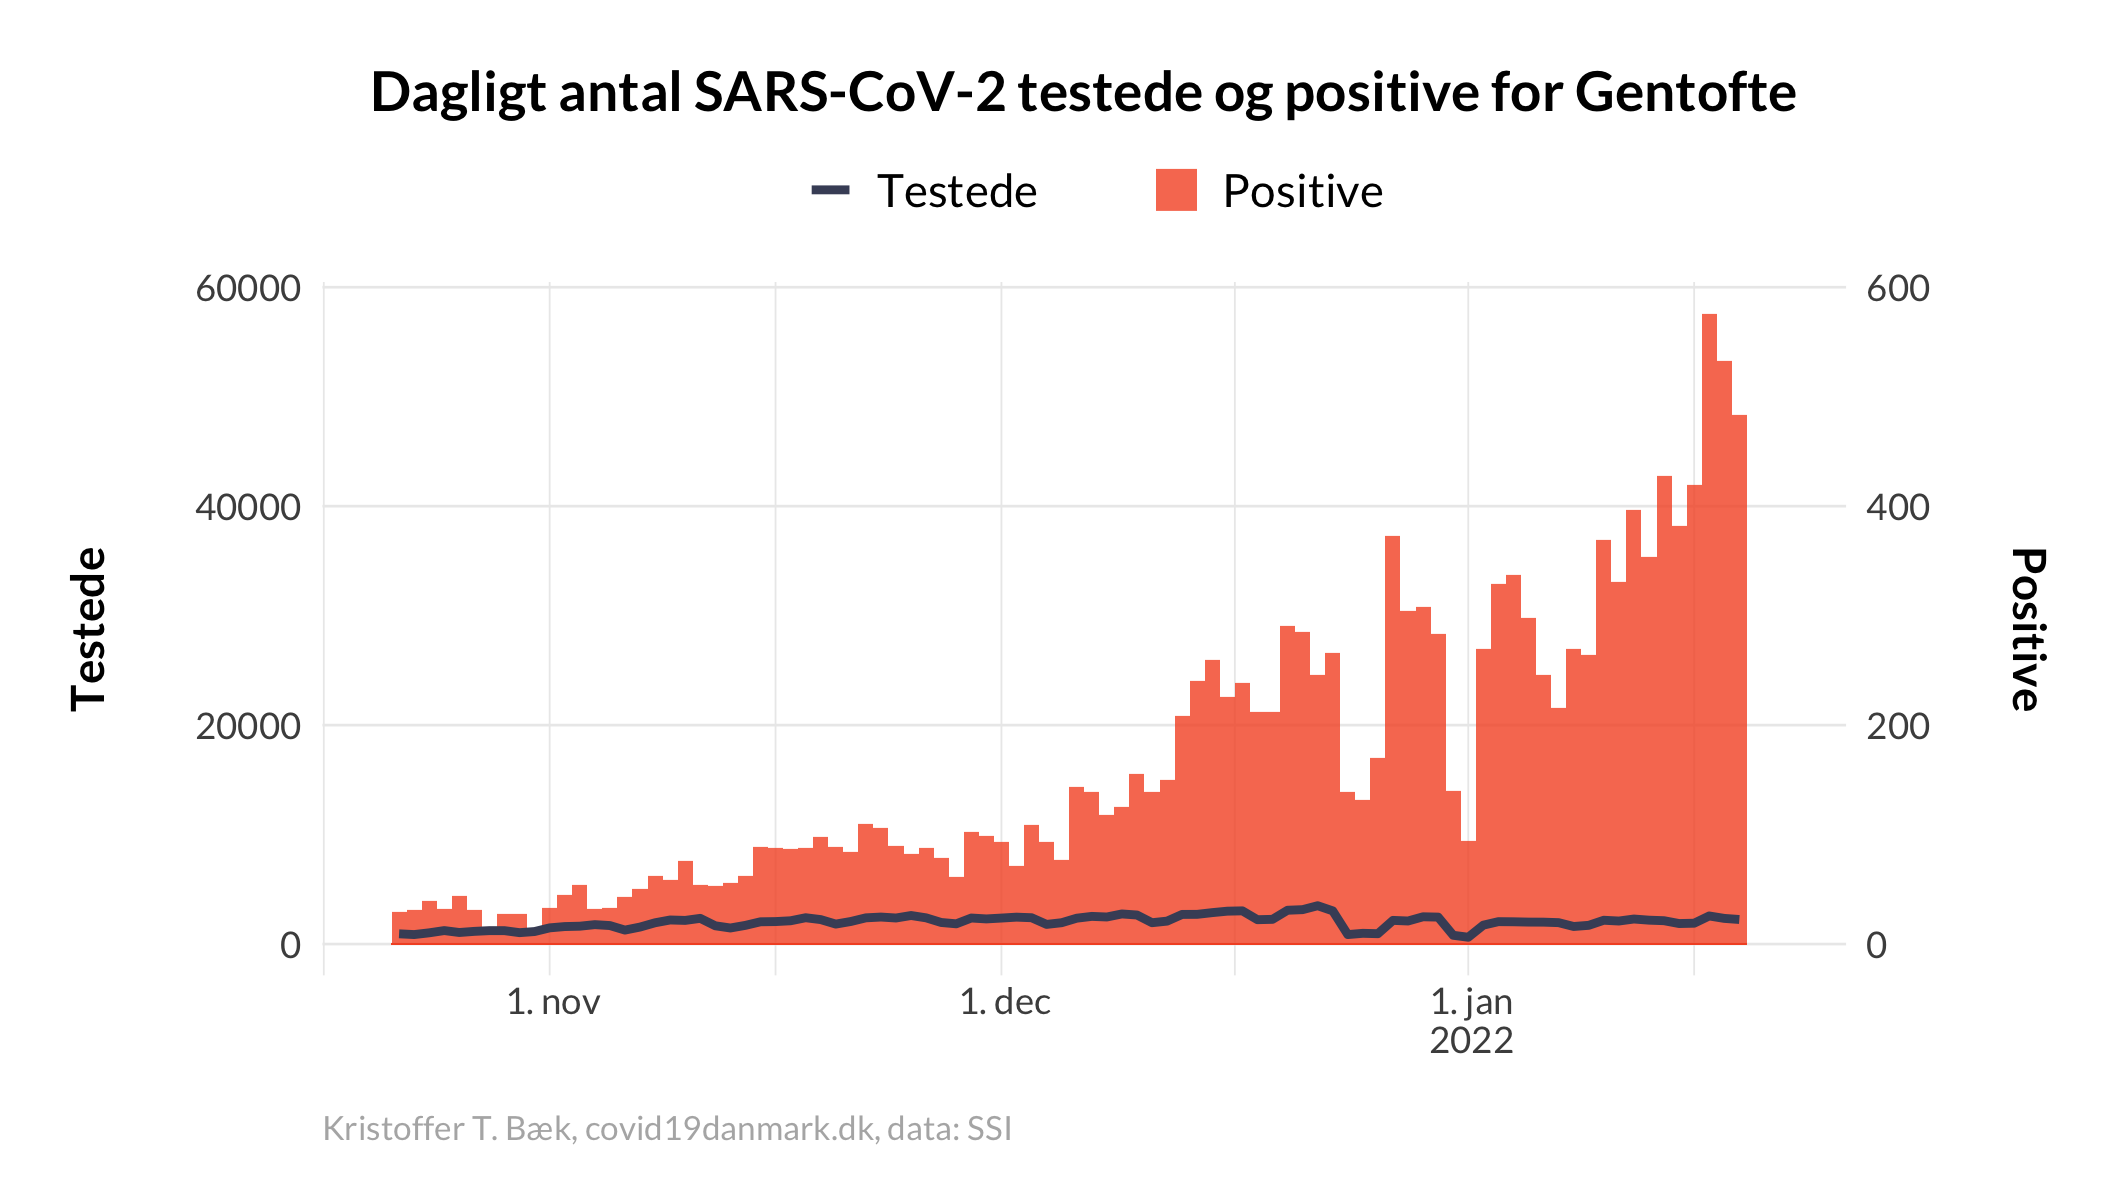 Dagligt antal SARS-CoV-2 testede og positive for Gentofte
Testede
Positive
60000
40000
20000
0
Testede
600
400
200
0
Positive
1. nov
1. dec
1. jan
2022
Kristoffer T. Bæk, covid19danmark.dk, data: SSI